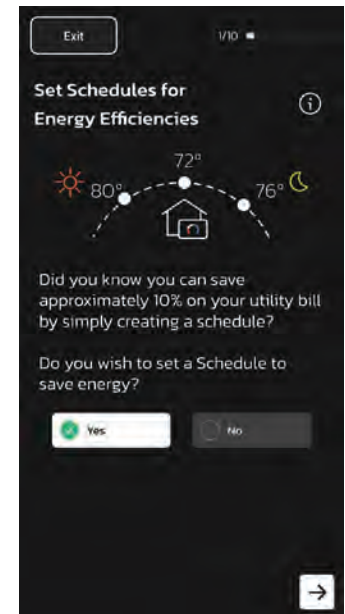 Exit
1/10
Set Schedules for
Energy Efficiencies
72°
80°
76°
Did you know you can save
approximately 10% on your utility bill
by simply creating a schedule?
Do you wish to set a Schedule to
save energy?
Yes
No